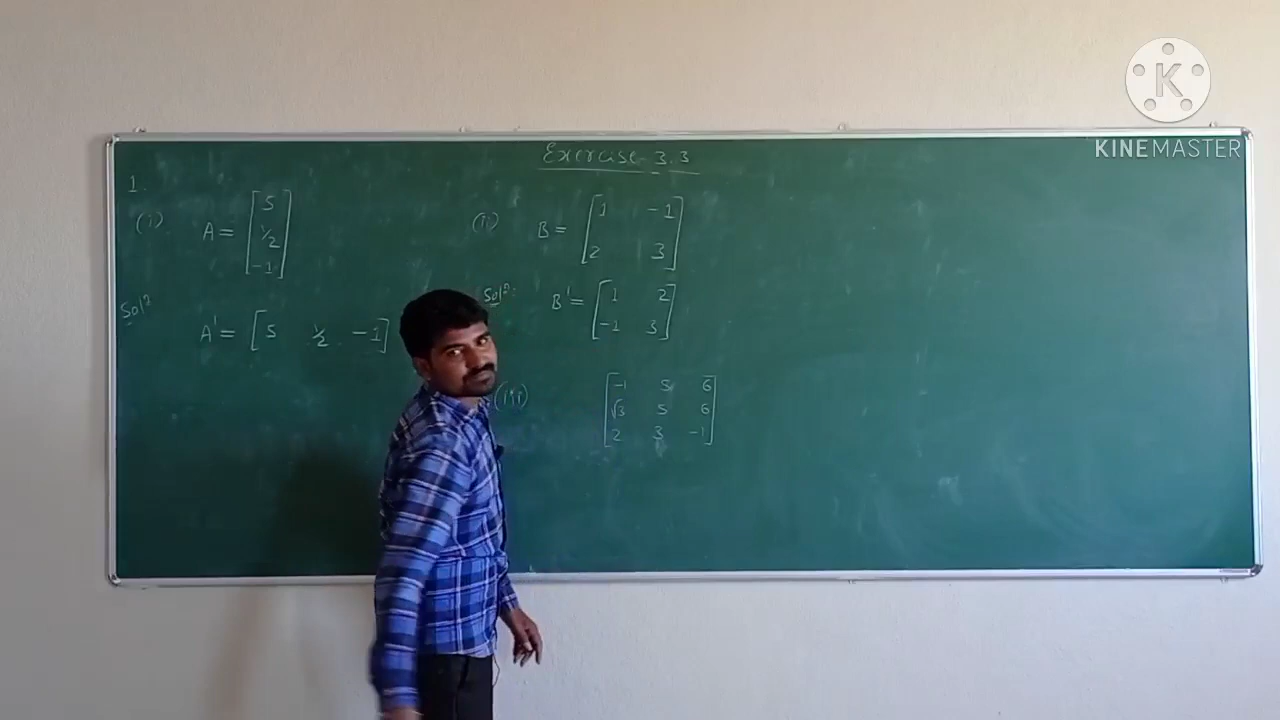 Exercise-3.3
1.
(i) A = [5
1/2
-1]
Sol?:
A' = [5 1/2 -1]
(ii) B = [1 -1
2 3]
Sol?:
B' = [1 2
-1 3]
(iii) [-1 5 6
√3 5 6
2 3 -1]
K
KINEMASTER